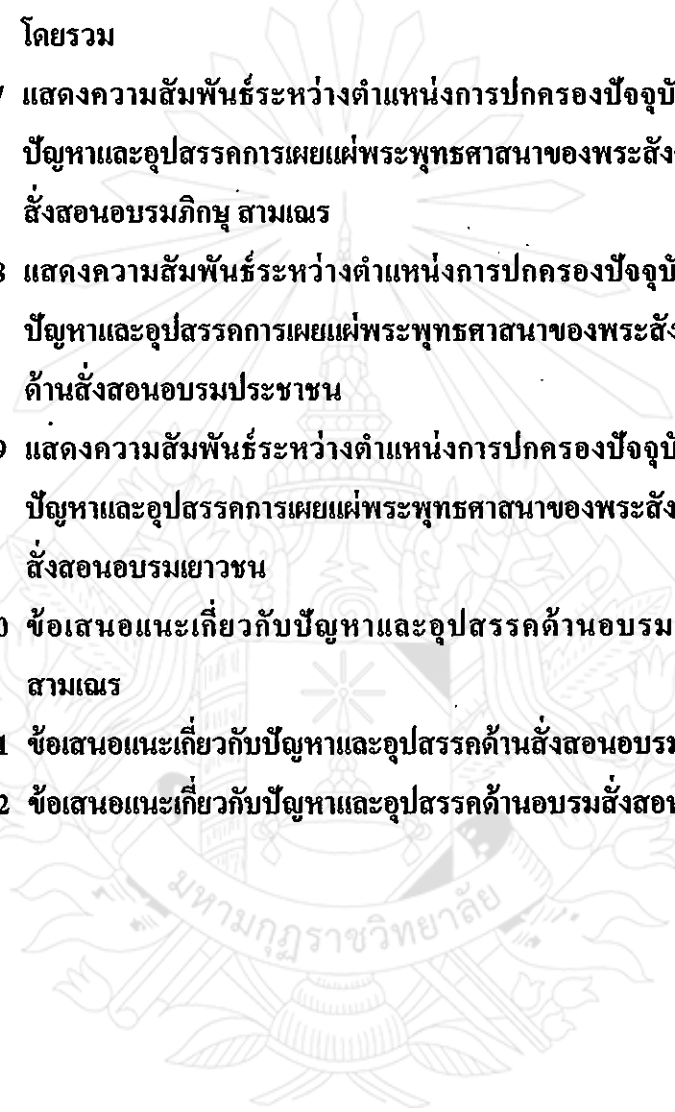 โดยรวม
แสดงความสัมพันธ์ระหว่างตำแหน่งการปกครองปัจจุบั
ปัญหาและอุปสรรคการเผยแผ่พระพุทธศาสนาของพระสัง
สั่งสอนอบรมภิกษุ สามเณร
แสดงความสัมพันธ์ระหว่างตำแหน่งการปกครองปัจจุบั
ปัญหาและอุปสรรคการเผยแผ่พระพุทธศาสนาของพระสัง
ด้านสั่งสอนอบรมประชาชน
9 แสดงความสัมพันธ์ระหว่างตำแหน่งการปกครองปัจจุบั
ปัญหาและอุปสรรคการเผยแผ่พระพุทธศาสนาของพระสัง
สั่งสอนอบรมเยาวชน
0 ข้อเสนอแนะเกี่ยวกับปัญหาและอุปสรรคด้านอบรม
สามเณร
1 ข้อเสนอแนะเกี่ยวกับปัญหาและอุปสรรคด้านสั่งสอนอบรม
2 ข้อเสนอแนะเกี่ยวกับปัญหาและอุปสรรคด้านอบรมสั่งสอน
มหามกุฏราชวิทยาลัย